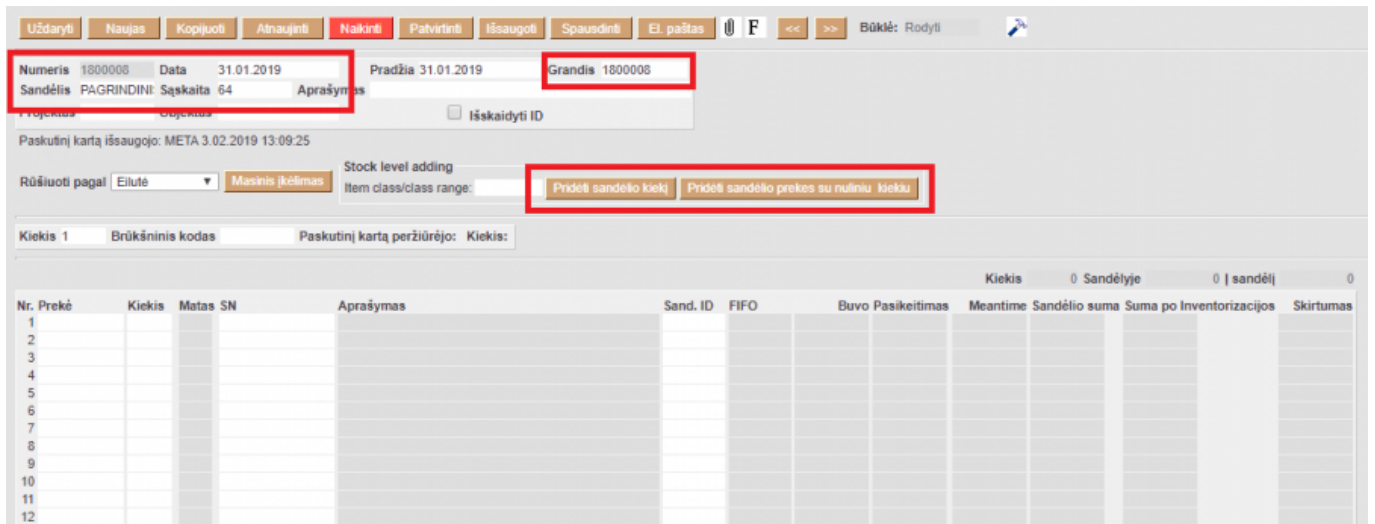 Uždaryti Naujas Kopijuoti Atnaujinti Naikinti Patvirtinti Išsaugoti Spausdinti El. paštas F << >> Būklė: Rodyti
Numeris 1800008 Data 31.01.2019 Pradžia 31.01.2019 Grandis 1800008
Sandėlis PAGRINDINI: Sąskaita 64 Aprašymas
Projektas Objektas Išskaidyti ID
Paskutinį kartą išsaugojo: META 3.02.2019 13:09:25
Stock level adding
Rūšiuoti pagal Eilutė Masinis įkėlimas Item class/class range: Pridėti sandėlio kiekį Pridėti sandėlio prekes su nuliniu kiekiu
Kiekis 1 Brūkšninis kodas Paskutinį kartą peržiūrėjo: Kiekis:
Kiekis 0 Sandėlyje 0 Į sandėlį 0
Nr. Prekė Kiekis Matas SN Aprašymas Sand. ID FIFO Buvo Pasikeitimas Meantime Sandėlio suma Suma po Inventorizacijos Skirtumas
1
2
3
4
5
6
7
8
9
10
11
12